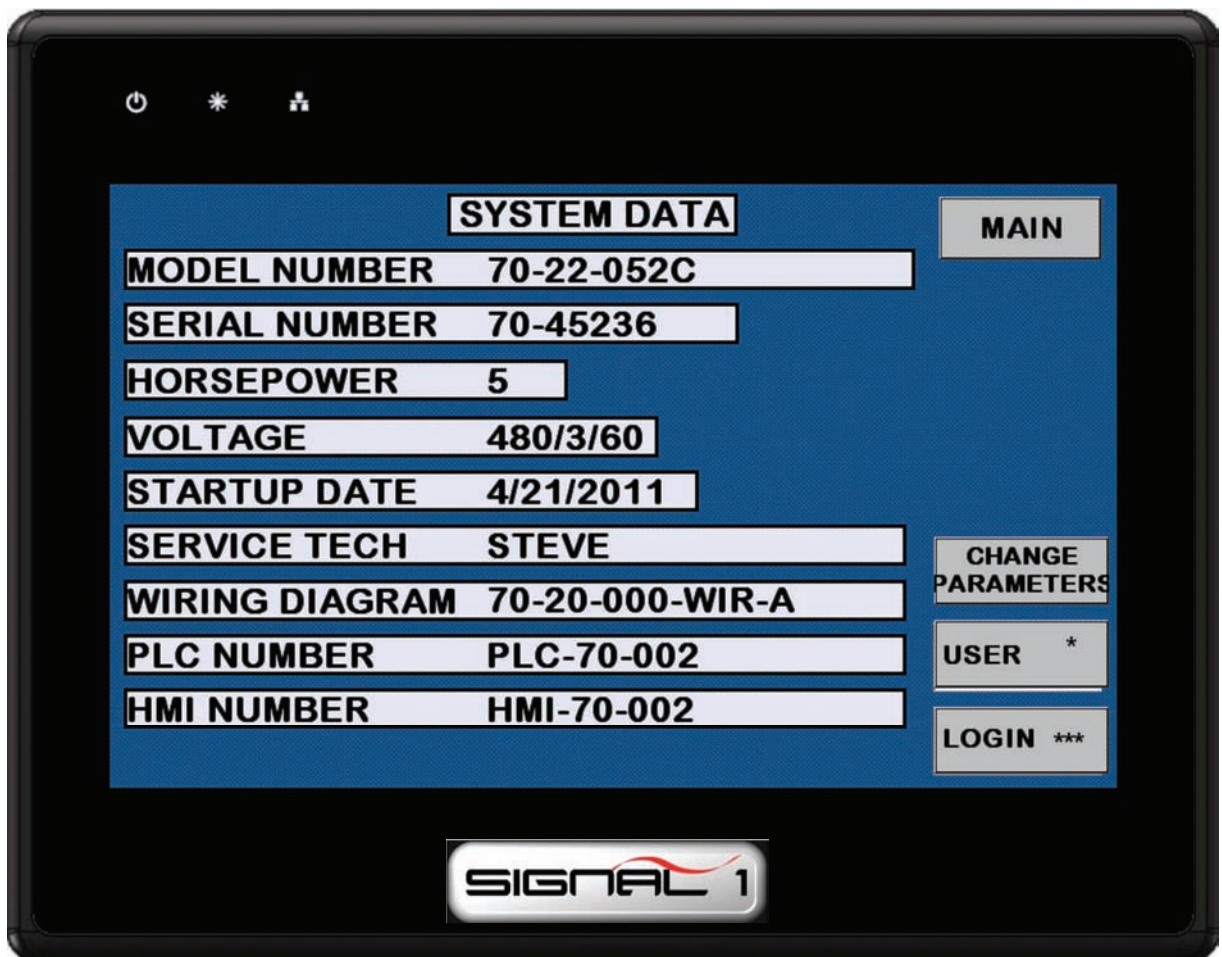 SYSTEM DATA
MAIN
MODEL NUMBER 70-22-052C
SERIAL NUMBER 70-45236
HORSEPOWER 5
VOLTAGE 480/3/60
STARTUP DATE 4/21/2011
SERVICE TECH STEVE
WIRING DIAGRAM 70-20-000-WIR-A
PLC NUMBER PLC-70-002
HMI NUMBER HMI-70-002
CHANGE
PARAMETERS
USER *
LOGIN ***
SIGNAL 1